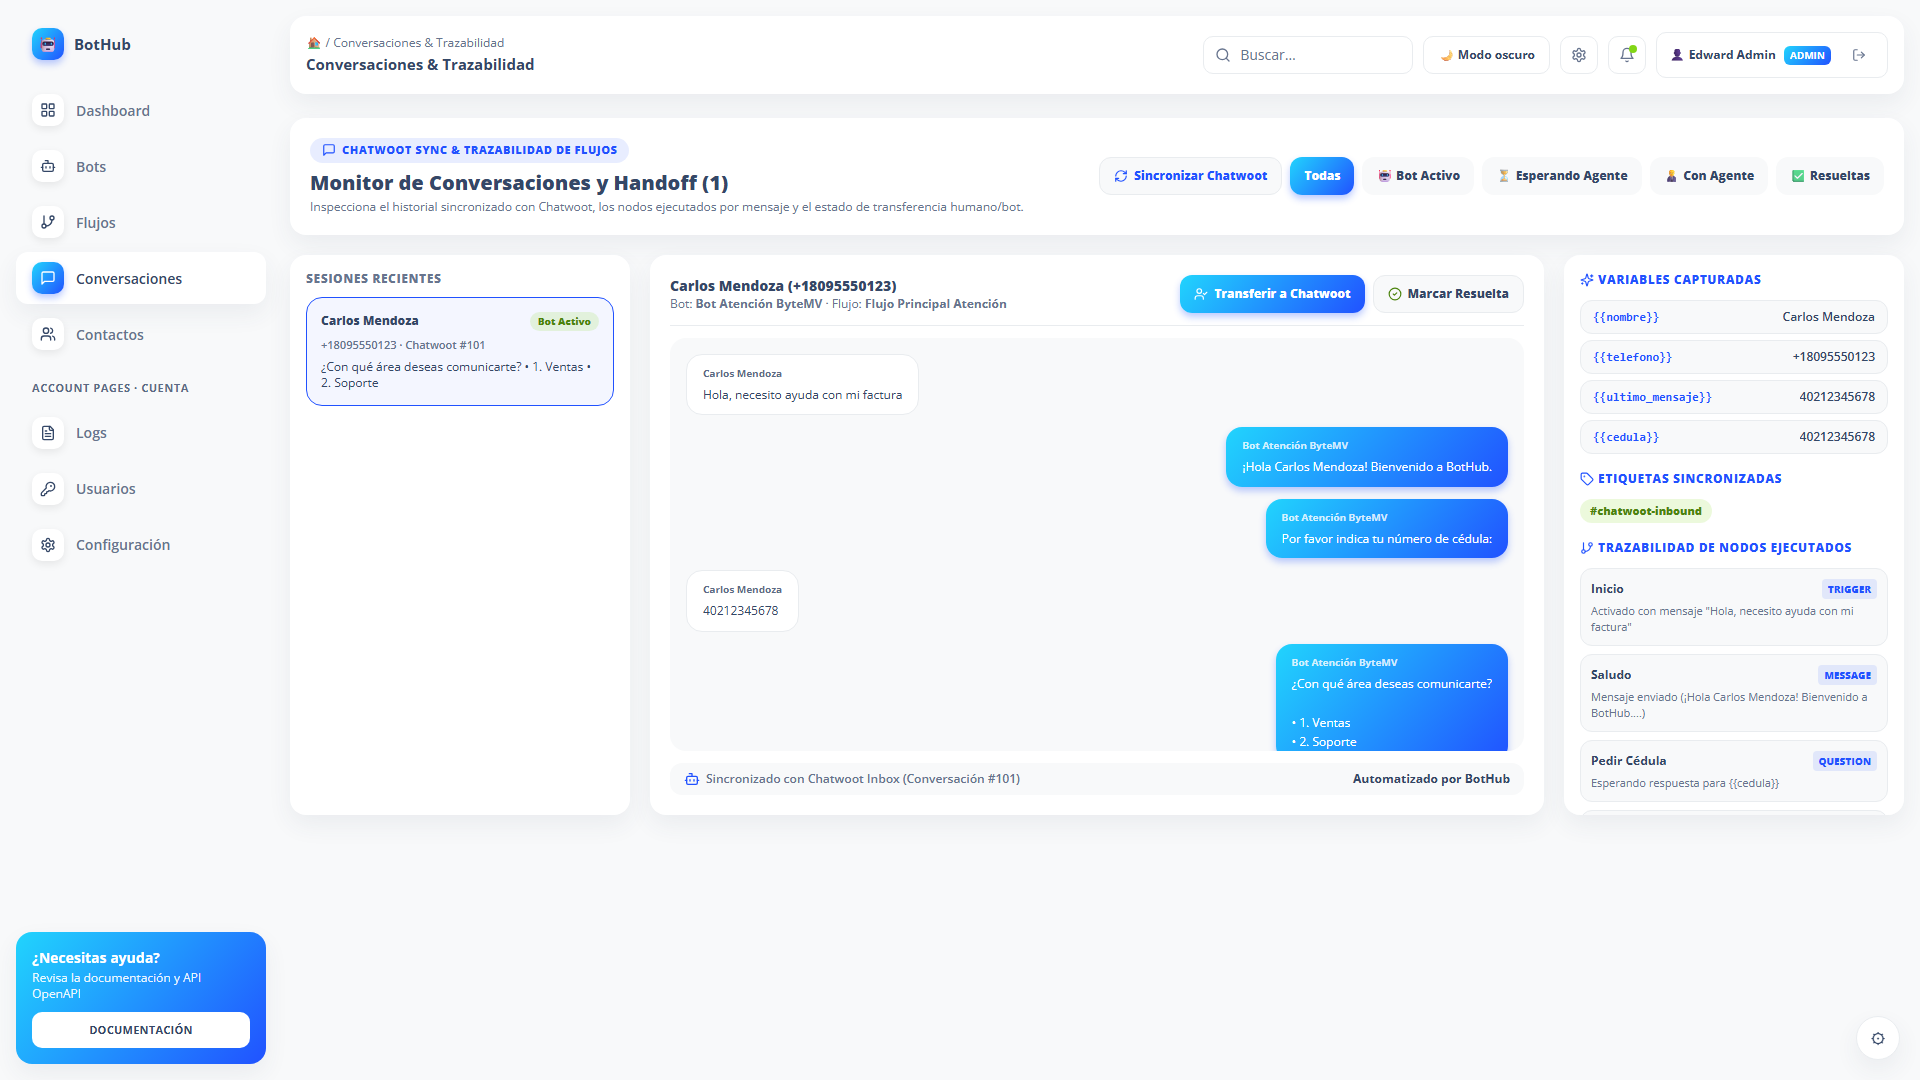 BotHub
Dashboard
Bots
Flujos
Conversaciones
Contactos
ACCOUNT PAGES · CUENTA
Logs
Usuarios
Configuración
¿Necesitas ayuda?
Revisa la documentación y API
OpenAPI
DOCUMENTACIÓN
/ Conversaciones & Trazabilidad
Conversaciones & Trazabilidad
Buscar...
Modo oscuro
Edward Admin
ADMIN
CHATWOOT SYNC & TRAZABILIDAD DE FLUJOS
Monitor de Conversaciones y Handoff (1)
Inspecciona el historial sincronizado con Chatwoot, los nodos ejecutados por mensaje y el estado de transferencia humano/bot.
Sincronizar Chatwoot
Todas
Bot Activo
Esperando Agente
Con Agente
Resueltas
SESIONES RECIENTES
Carlos Mendoza
Bot Activo
+18095550123 · Chatwoot #101
¿Con qué área deseas comunicarte? • 1. Ventas •
2. Soporte
Carlos Mendoza (+18095550123)
Bot: Bot Atención ByteMV · Flujo: Flujo Principal Atención
Transferir a Chatwoot
Marcar Resuelta
Carlos Mendoza
Hola, necesito ayuda con mi factura
Bot Atención ByteMV
¡Hola Carlos Mendoza! Bienvenido a BotHub.
Bot Atención ByteMV
Por favor indica tu número de cédula:
Carlos Mendoza
40212345678
Bot Atención ByteMV
¿Con qué área deseas comunicarte?
• 1. Ventas
• 2. Soporte
Sincronizado con Chatwoot Inbox (Conversación #101)
Automatizado por BotHub
VARIABLES CAPTURADAS
{{nombre}}
Carlos Mendoza
{{telefono}}
+18095550123
{{ultimo_mensaje}}
40212345678
{{cedula}}
40212345678
ETIQUETAS SINCRONIZADAS
#chatwoot-inbound
TRAZABILIDAD DE NODOS EJECUTADOS
Inicio
TRIGGER
Activado con mensaje "Hola, necesito ayuda con mi
factura"
Saludo
MESSAGE
Mensaje enviado (¡Hola Carlos Mendoza! Bienvenido a
BotHub....)
Pedir Cédula
QUESTION
Esperando respuesta para {{cedula}}